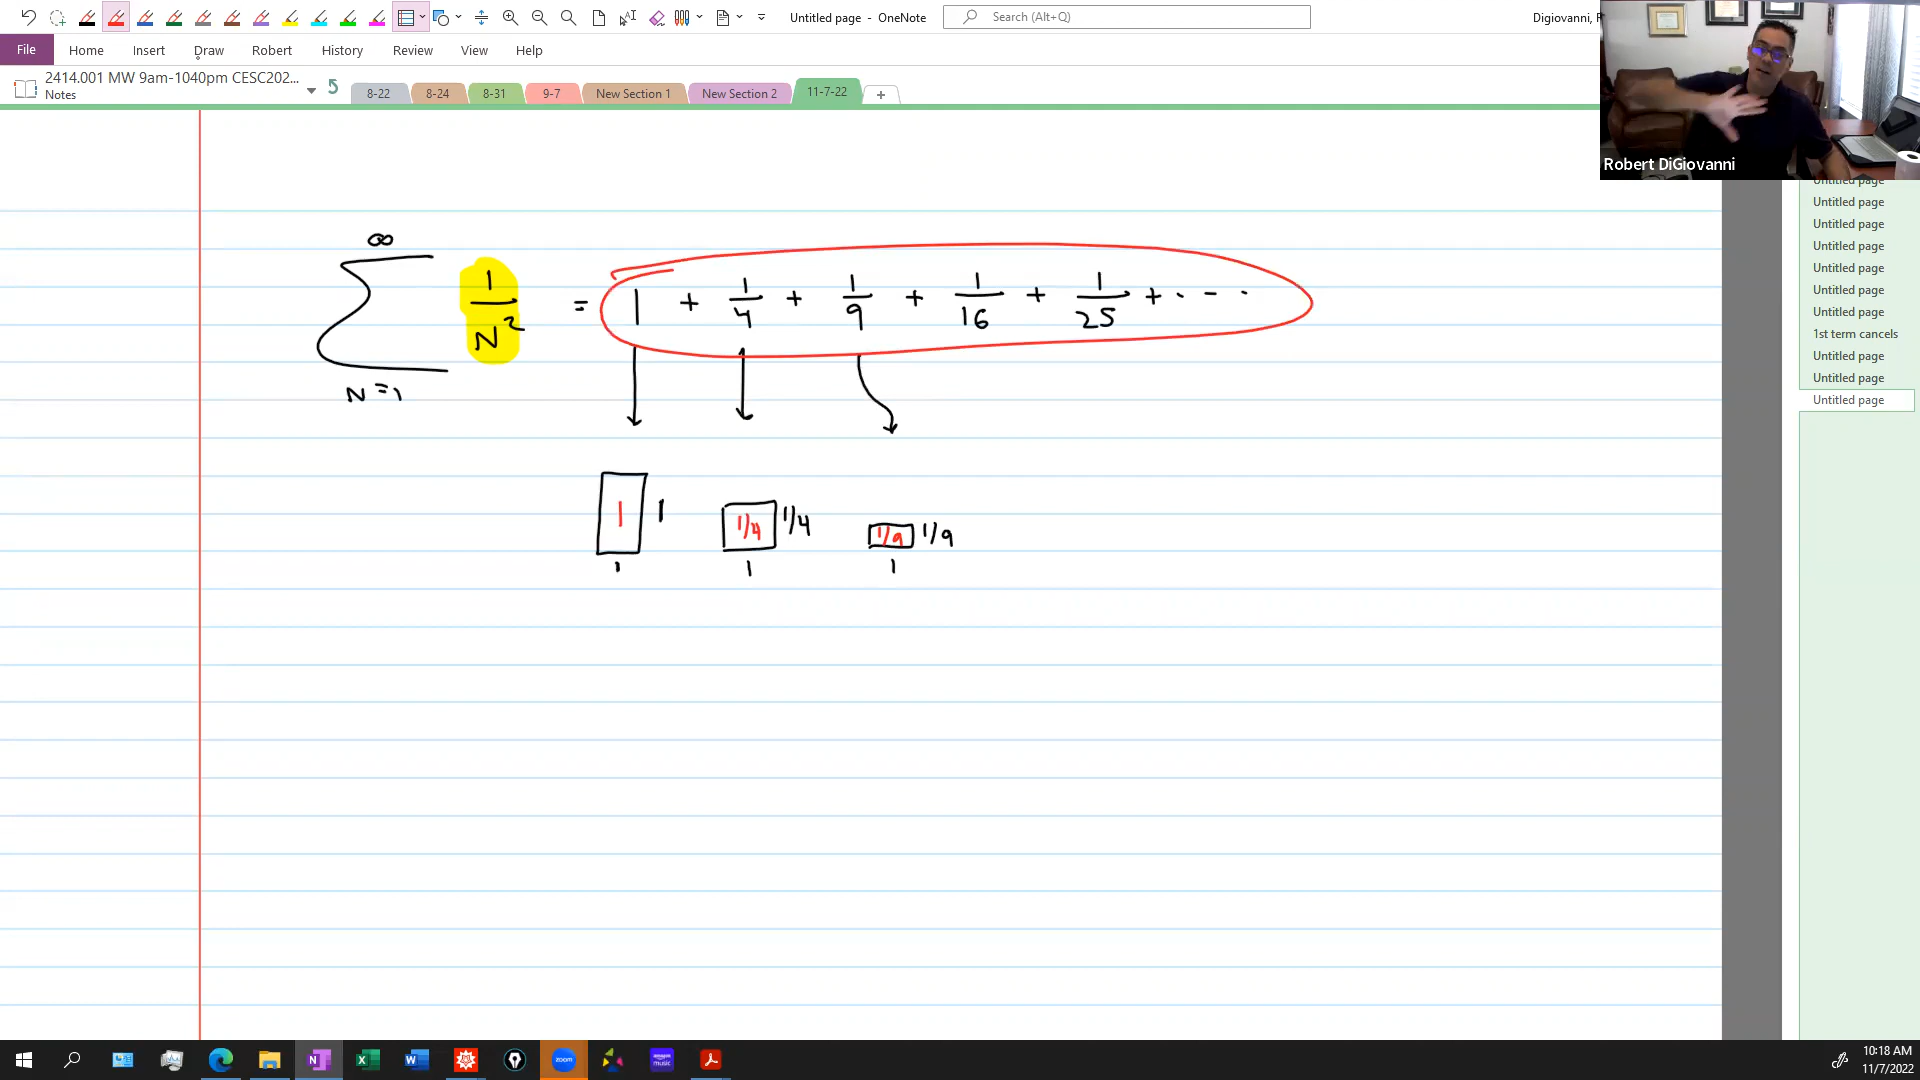 Untitled page - OneNote
Search (Alt+Q)
Digiovanni, R
File Home Insert Draw Robert History Review View Help
2414.001 MW 9am-1040pm CESC202...
Notes
8-22 8-24 8-31 9-7 New Section 1 New Section 2 11-7-22 +
Robert DiGiovanni
Untitled page
Untitled page
Untitled page
Untitled page
Untitled page
Untitled page
Untitled page
1st term cancels
Untitled page
Untitled page
Untitled page
∞
∑ 1/N² = 1 + 1/4 + 1/9 + 1/16 + 1/25 + . - .
N=1
1 1 1/4 1/4 1/9 1/9
1 1 1
zoom
amazon music
10:18 AM
11/7/2022